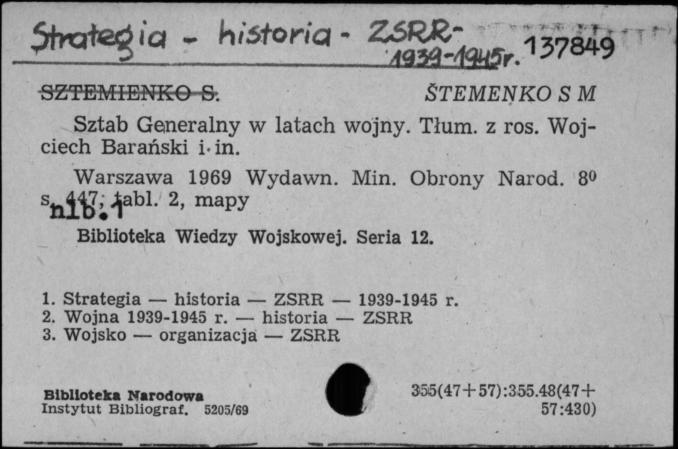 Strategia - historia - ZSRR-
1939-1945r. 137849
SZTEMIENKO S. ŠTEMENKO S M
Sztab Generalny w latach wojny. Tłum. z ros. Woj-
ciech Barański i in.
Warszawa 1969 Wydawn. Min. Obrony Narod. 8⁰
s. 447, tabl. 2, mapy
nlb.1
Biblioteka Wiedzy Wojskowej. Seria 12.
1. Strategia — historia — ZSRR — 1939-1945 r.
2. Wojna 1939-1945 r. — historia — ZSRR
3. Wojsko — organizacja — ZSRR
Biblioteka Narodowa 355(47+57):355.48(47+
Instytut Bibliograf. 5205/69 57:430)